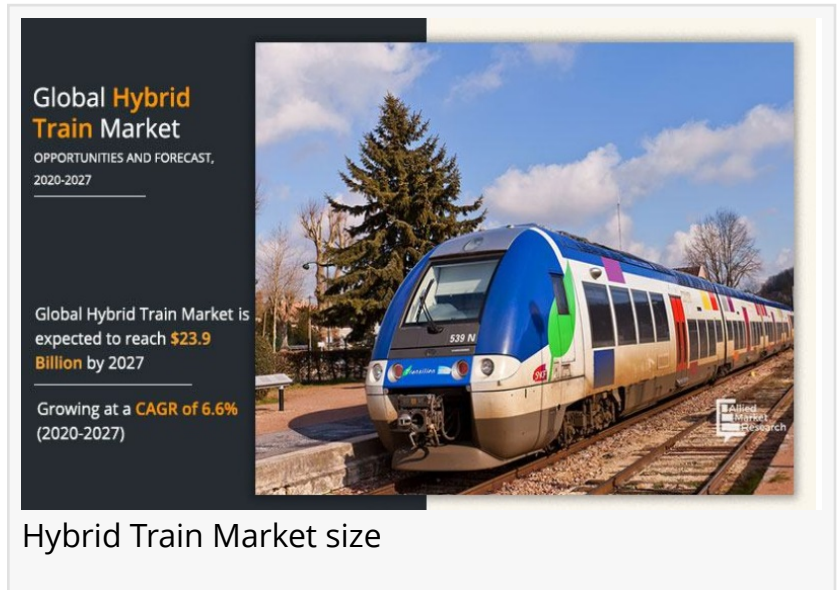 Global Hybrid
Train Market
OPPORTUNITIES AND FORECAST,
2020-2027
Global Hybrid Train Market is
expected to reach $23.9
Billion by 2027
Growing at a CAGR of 6.6%
(2020-2027)
539 N
transilien
SNCF
Allied
Market
Research
Hybrid Train Market size